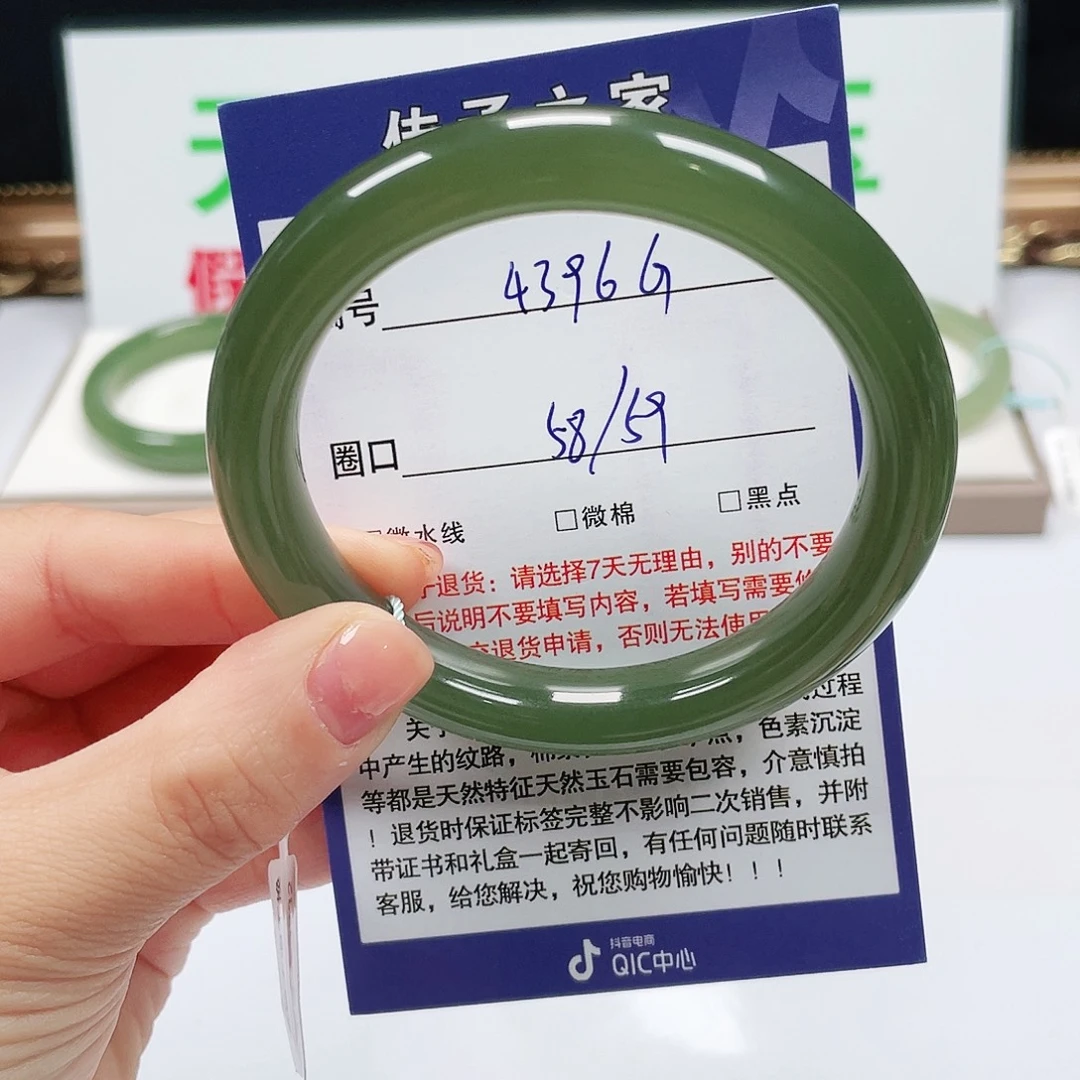 天
假
家
号 4396G
圈口 58/59
微水线 □微棉 □黑点
退货：请选择7天无理由，别的不要
后说明不要填写内容，若填写需要
退货申请，否则无法使用
过程
关 色素沉淀
中产生的纹路，
等都是天然特征天然玉石需要包容，介意慎拍
！退货时保证标签完整不影响二次销售，并附
带证书和礼盒一起寄回，有任何问题随时联系
客服，给您解决，祝您购物愉快！！！
抖音电商
QIC中心